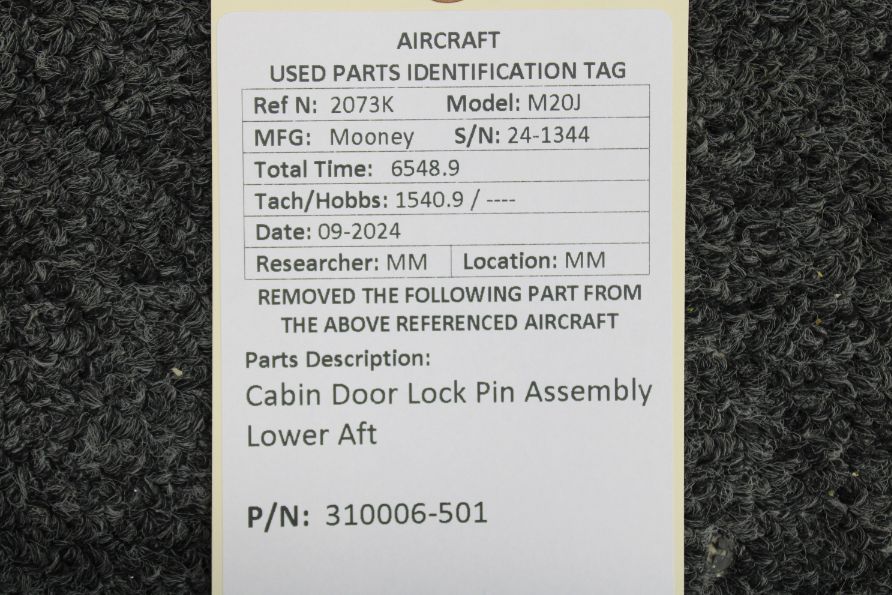 AIRCRAFT
USED PARTS IDENTIFICATION TAG
Ref N: 2073K Model: M20J
MFG: Mooney S/N: 24-1344
Total Time: 6548.9
Tach/Hobbs: 1540.9 / ----
Date: 09-2024
Researcher: MM Location: MM
REMOVED THE FOLLOWING PART FROM
THE ABOVE REFERENCED AIRCRAFT
Parts Description:
Cabin Door Lock Pin Assembly
Lower Aft
P/N: 310006-501